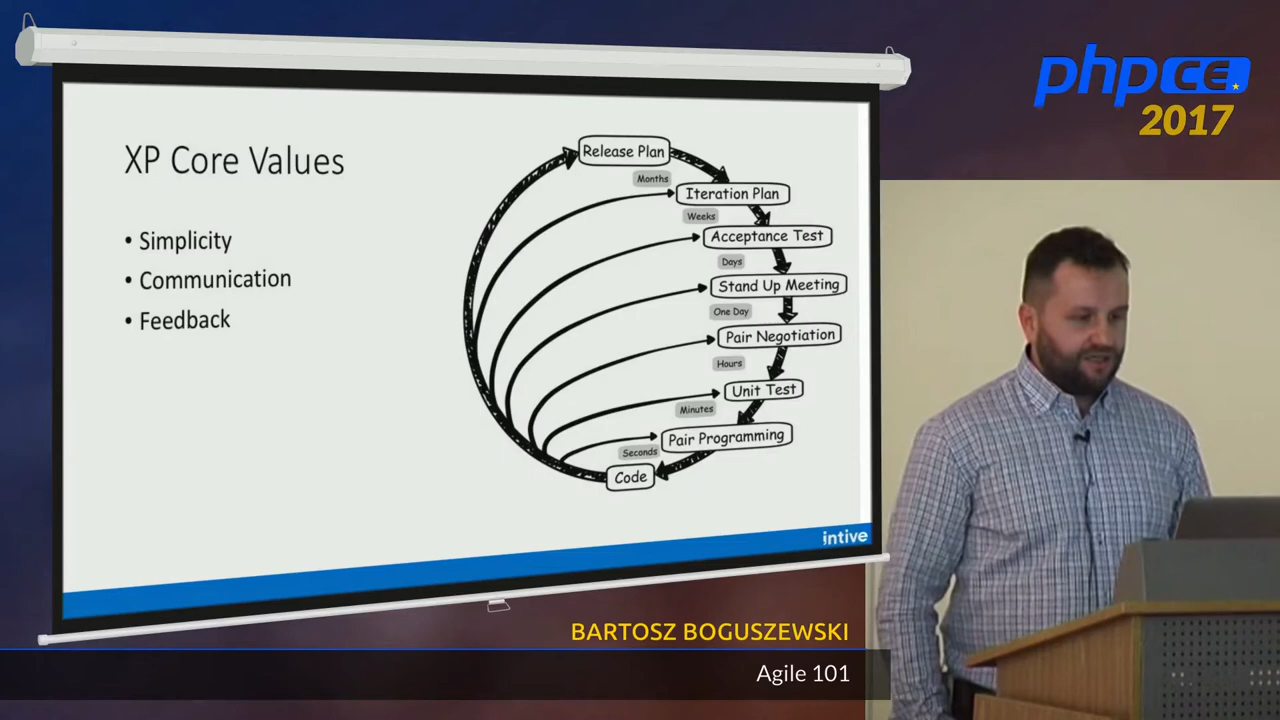 phpCE
2017
XP Core Values
• Simplicity
• Communication
• Feedback
Release Plan
Months
Iteration Plan
Weeks
Acceptance Test
Days
Stand Up Meeting
One Day
Pair Negotiation
Hours
Unit Test
Minutes
Pair Programming
Seconds
Code
intive
BARTOSZ BOGUSZEWSKI
Agile 101